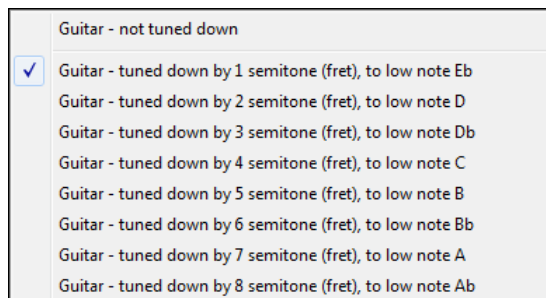 Guitar - not tuned down
Guitar - tuned down by 1 semitone (fret), to low note Eb
Guitar - tuned down by 2 semitone (fret), to low note D
Guitar - tuned down by 3 semitone (fret), to low note Db
Guitar - tuned down by 4 semitone (fret), to low note C
Guitar - tuned down by 5 semitone (fret), to low note B
Guitar - tuned down by 6 semitone (fret), to low note Bb
Guitar - tuned down by 7 semitone (fret), to low note A
Guitar - tuned down by 8 semitone (fret), to low note Ab